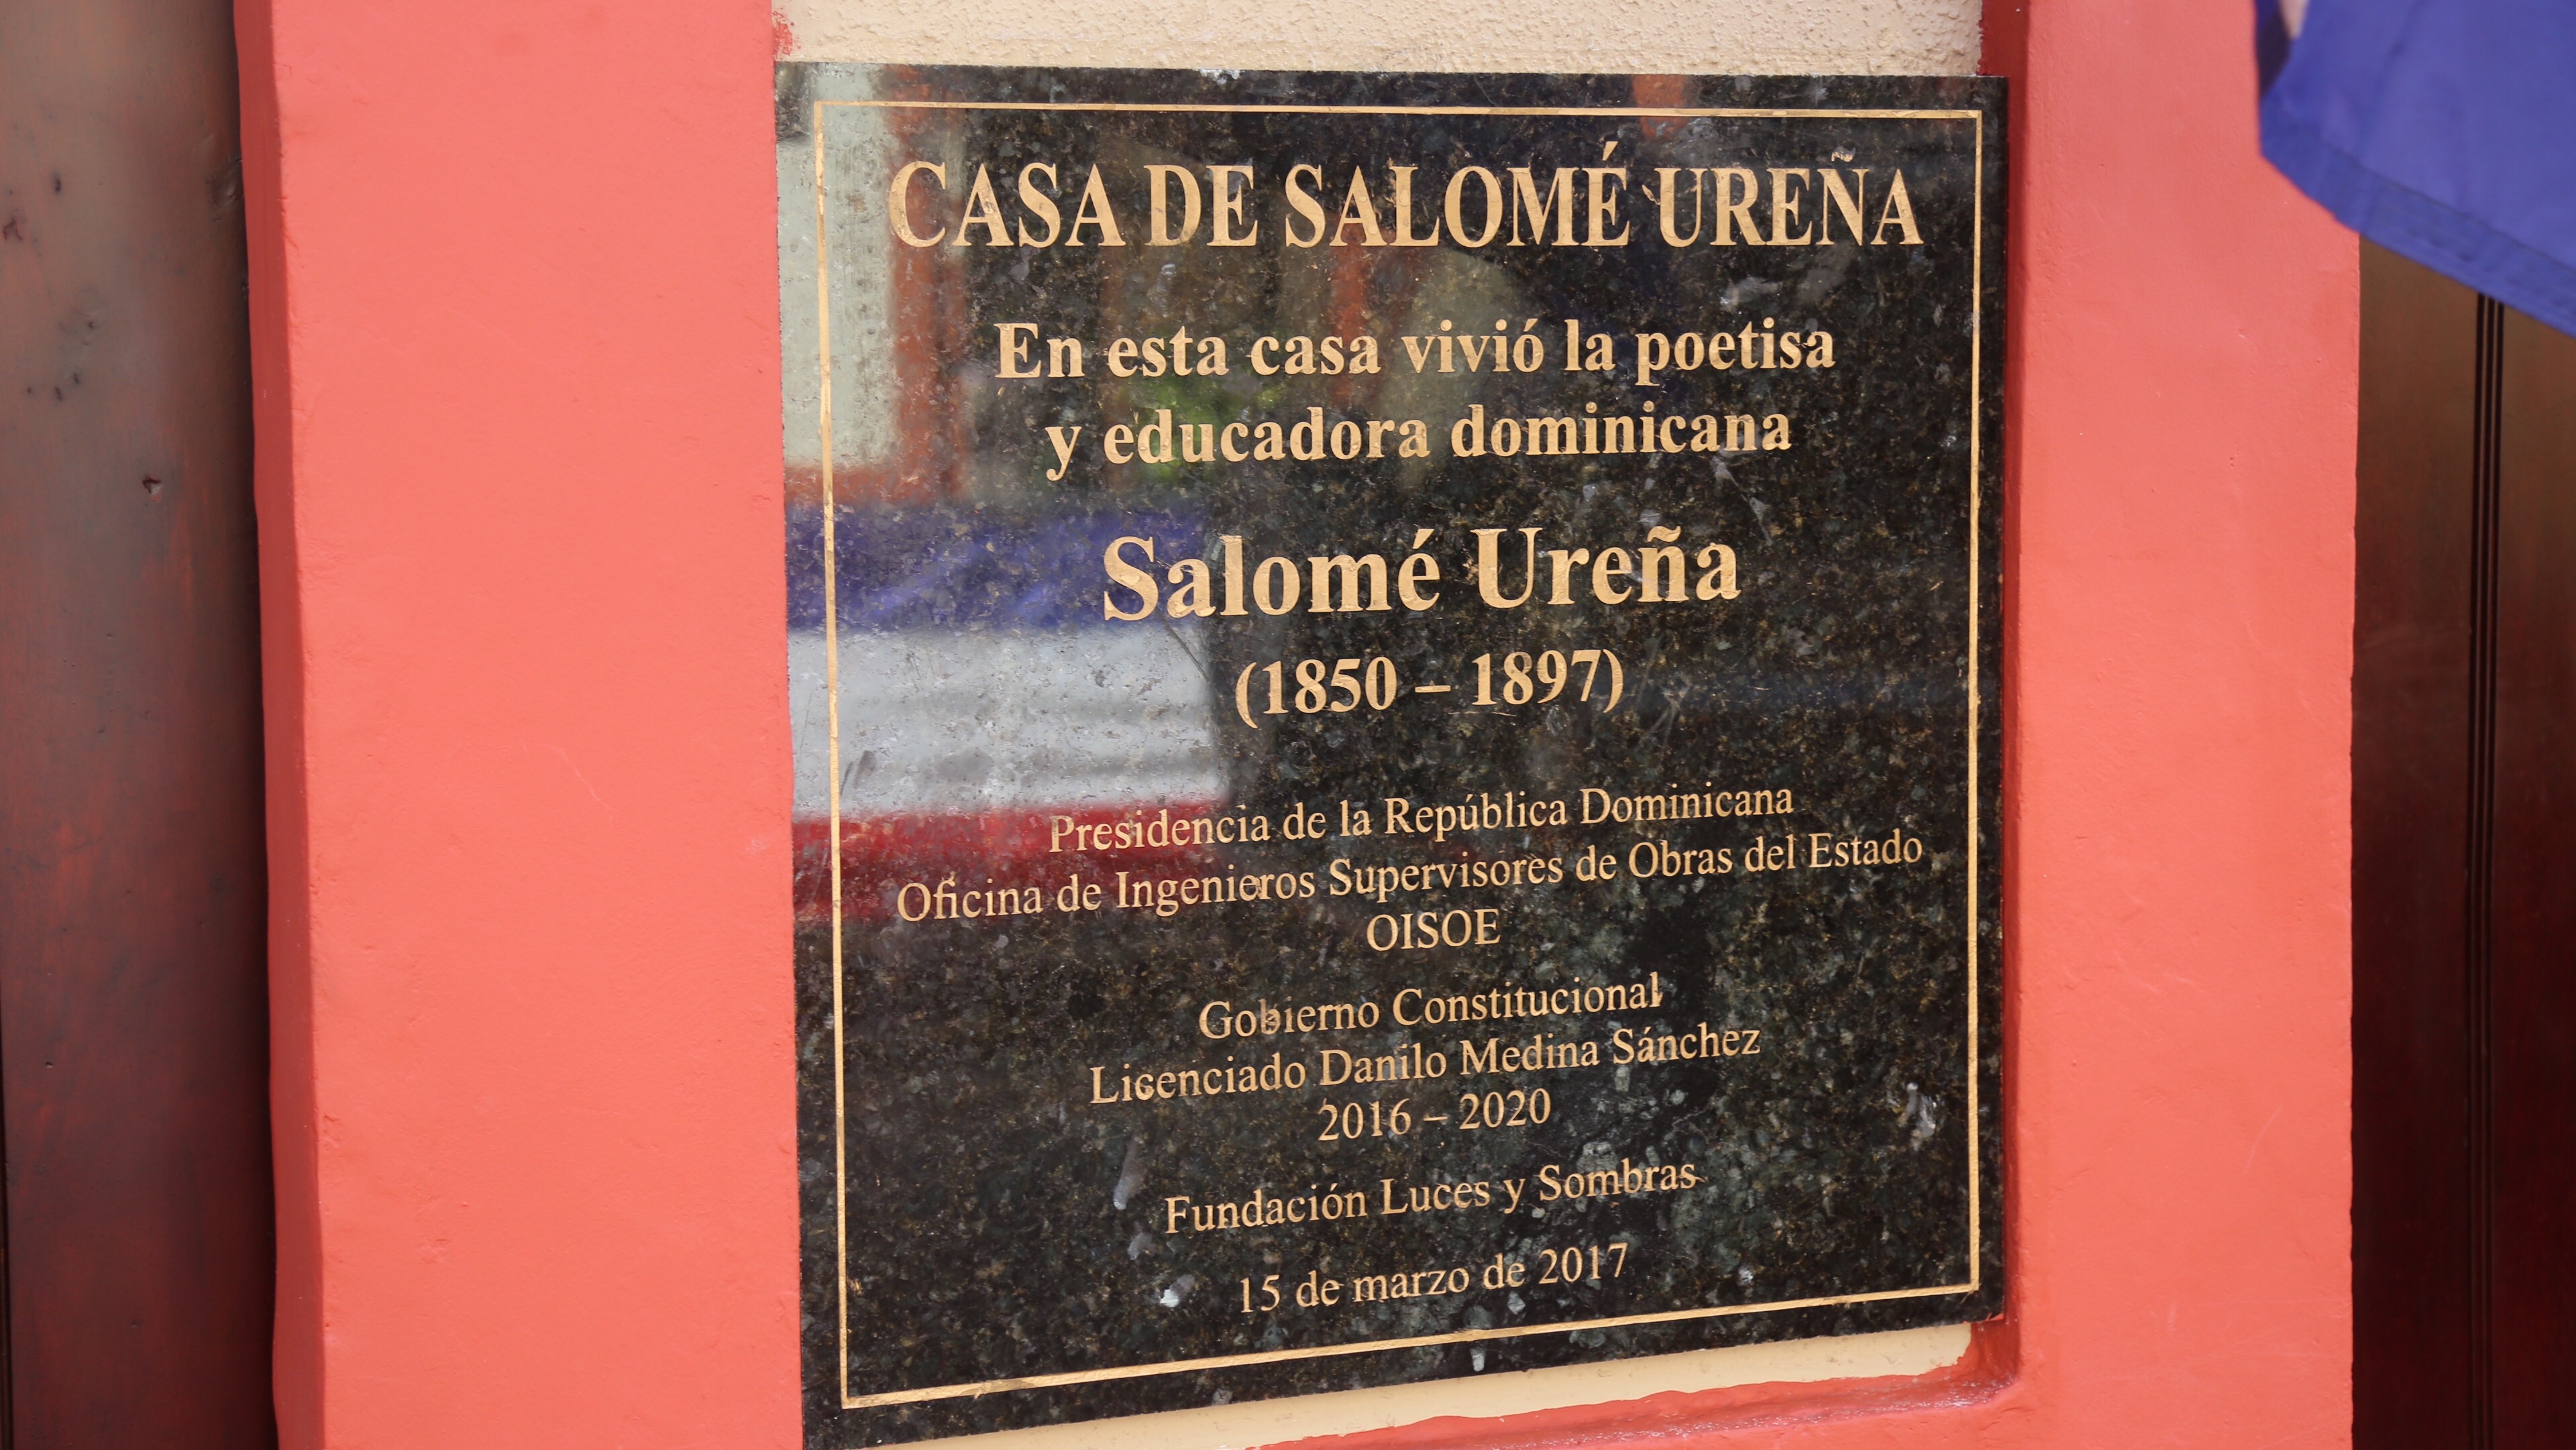 CASA DE SALOMÉ UREÑA
En esta casa vivió la poetisa
y educadora dominicana
Salomé Ureña
(1850 – 1897)
Presidencia de la República Dominicana
Oficina de Ingenieros Supervisores de Obras del Estado
OISOE
Gobierno Constitucional
Licenciado Danilo Medina Sánchez
2016 – 2020
Fundación Luces y Sombras
15 de marzo de 2017